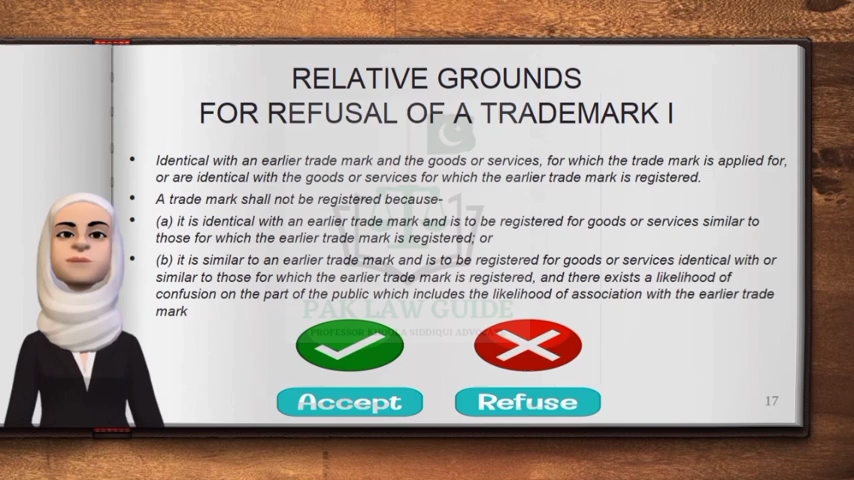 RELATIVE GROUNDS
FOR REFUSAL OF A TRADEMARK I
• Identical with an earlier trade mark and the goods or services, for which the trade mark is applied for,
or are identical with the goods or services for which the earlier trade mark is registered.
• A trade mark shall not be registered because-
• (a) it is identical with an earlier trade mark and is to be registered for goods or services similar to
those for which the earlier trade mark is registered; or
• (b) it is similar to an earlier trade mark and is to be registered for goods or services identical with or
similar to those for which the earlier trade mark is registered, and there exists a likelihood of
confusion on the part of the public which includes the likelihood of association with the earlier trade
mark
PAK LAW GUIDE
PROFESSOR SIDDIQUI ADVOCATE
Accept
Refuse
17